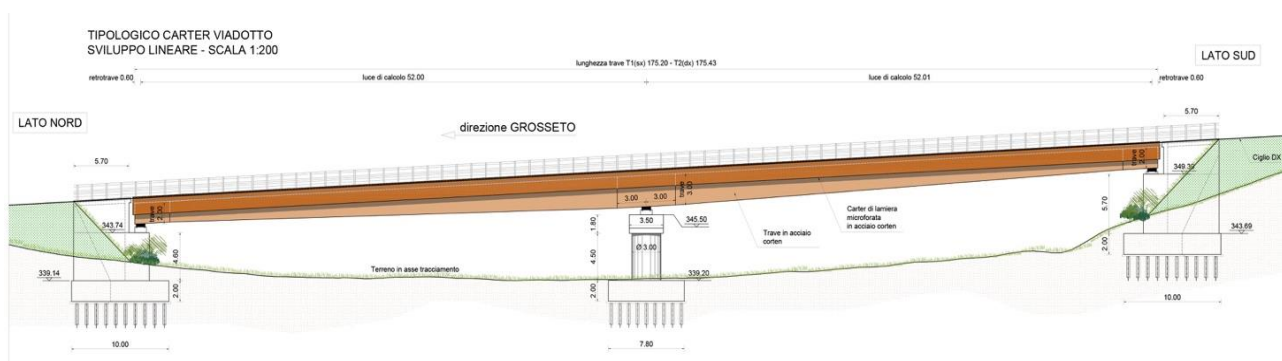 TIPOLOGICO CARTER VIADOTTO
SVILUPPO LINEARE - SCALA 1:200
LATO SUD
lunghezza trave T1(sx) 175.20 - T2(dx) 175.43
retrotrave 0.60
luce di calcolo 52.00
luce di calcolo 52.01
retrotrave 0.60
LATO NORD
direzione GROSSETO
5.70
5.70
Ciglio DX
trave
2.00
349.39
trave
3.00
3.00
3.00
trave
2.00
Carter di lamiera
microforata
in acciaio corten
Trave in acciaio
corten
343.74
3.50
345.50
1.80
5.70
343.69
4.60
Ø 3.00
4.50
2.00
339.14
Terreno in asse tracciamento
339.20
2.00
2.00
10.00
7.80
10.00